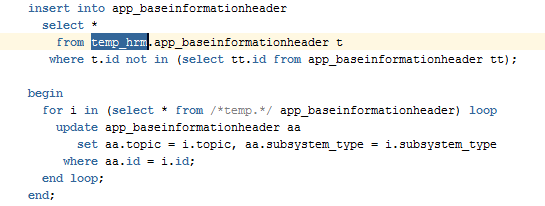 insert into app_baseinformationheader
select *
from temp_hrm.app_baseinformationheader t
where t.id not in (select tt.id from app_baseinformationheader tt);
begin
for i in (select * from /*temp.*/ app_baseinformationheader) loop
update app_baseinformationheader aa
set aa.topic = i.topic, aa.subsystem_type = i.subsystem_type
where aa.id = i.id;
end loop;
end;